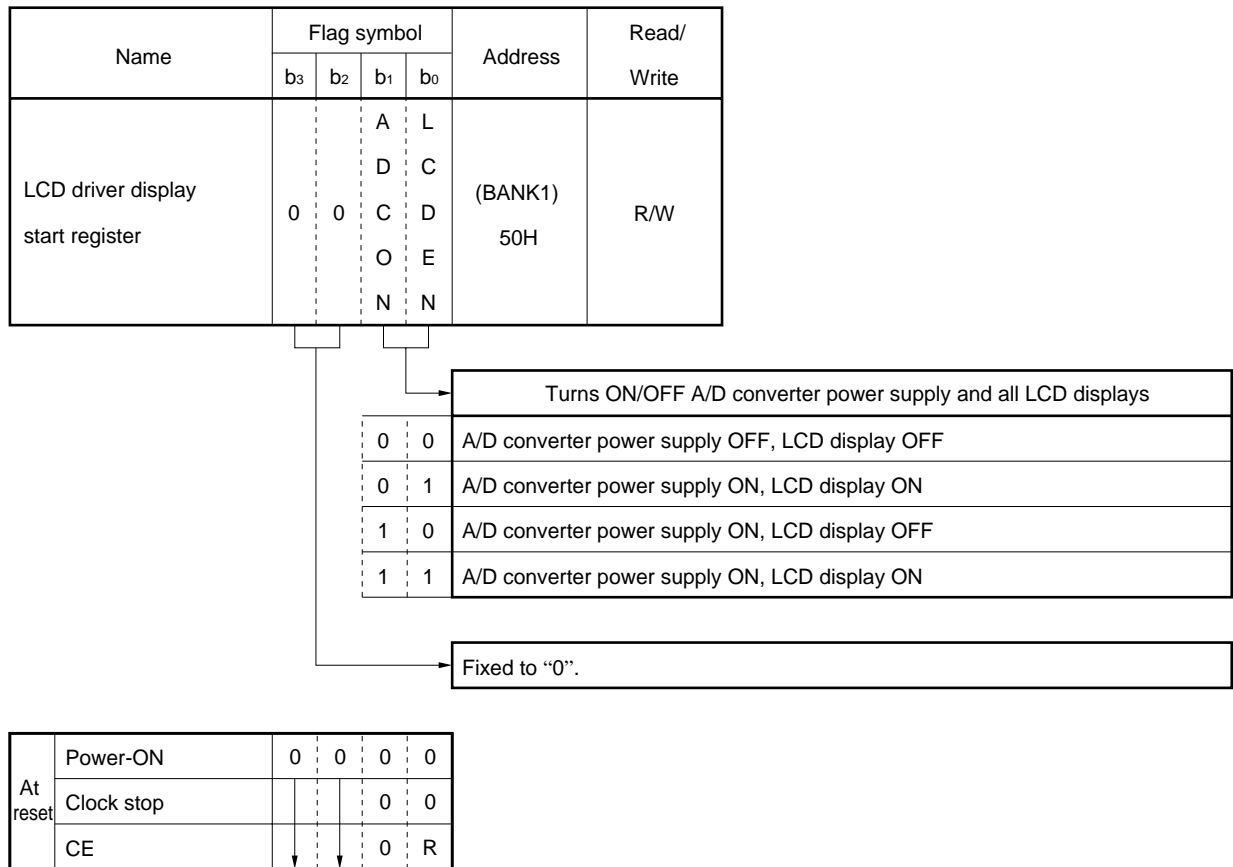 Name Flag symbol Address Read/
Write
b3 b2 b1 b0
LCD driver display
start register
0 0 ADCON LCDEN (BANK1)
50H
R/W
Turns ON/OFF A/D converter power supply and all LCD displays
0 0 A/D converter power supply OFF, LCD display OFF
0 1 A/D converter power supply ON, LCD display ON
1 0 A/D converter power supply ON, LCD display OFF
1 1 A/D converter power supply ON, LCD display ON
Fixed to “0”.
At
reset
Power-ON 0 0 0 0
Clock stop 0 0
CE 0 R